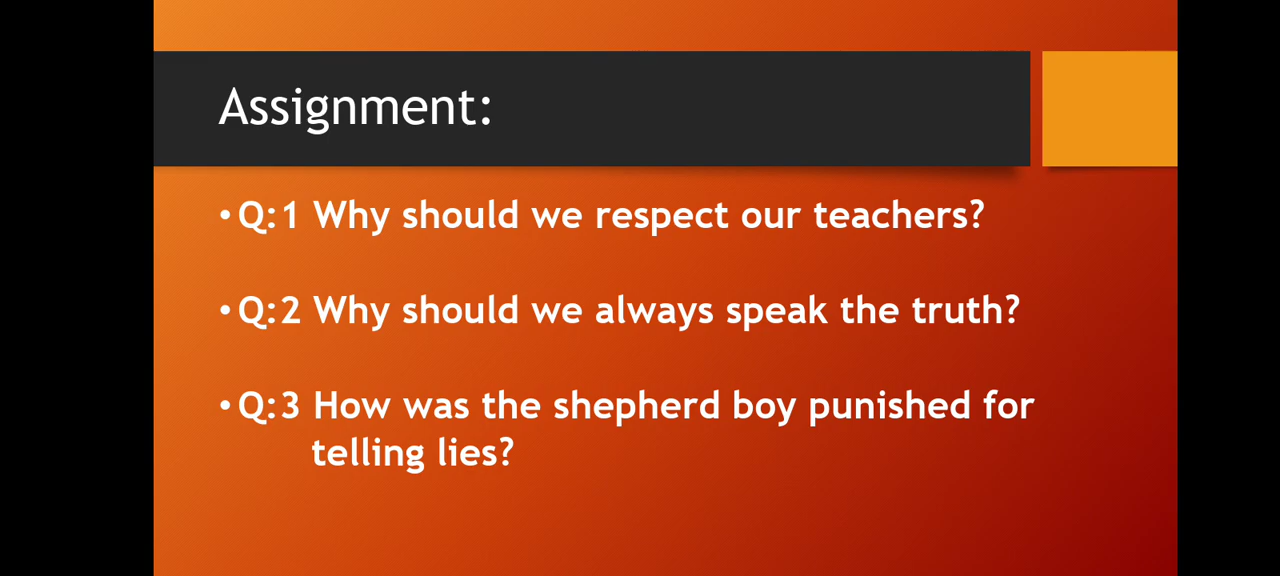 Assignment:
• Q:1 Why should we respect our teachers?
• Q:2 Why should we always speak the truth?
• Q:3 How was the shepherd boy punished for
telling lies?